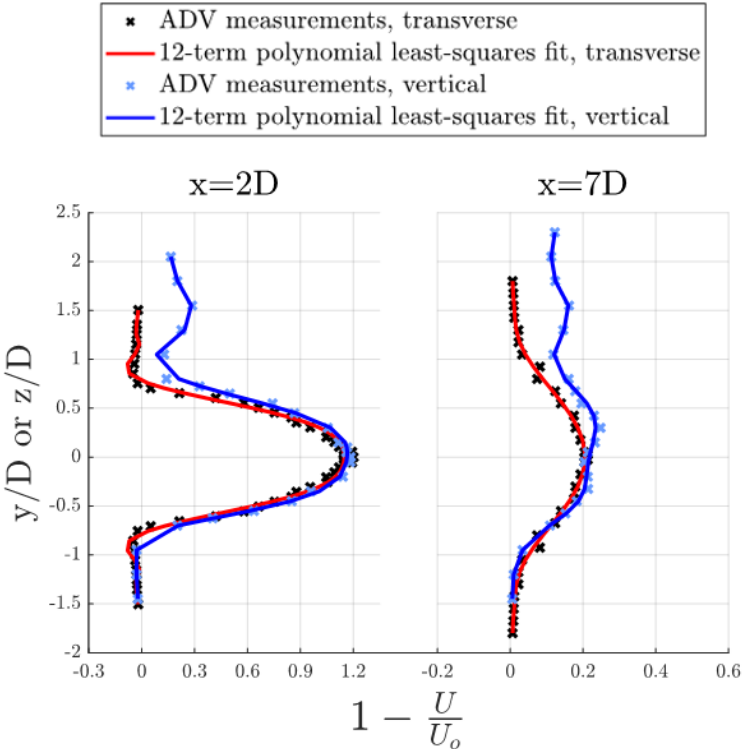 ADV measurements, transverse
12-term polynomial least-squares fit, transverse
ADV measurements, vertical
12-term polynomial least-squares fit, vertical
x=2D
x=7D
y/D or z/D
2.5
2
1.5
1
0.5
0
-0.5
-1
-1.5
-2
-0.3 0 0.3 0.6 0.9 1.2
-0.2 0 0.2 0.4 0.6
1 − U/Uo